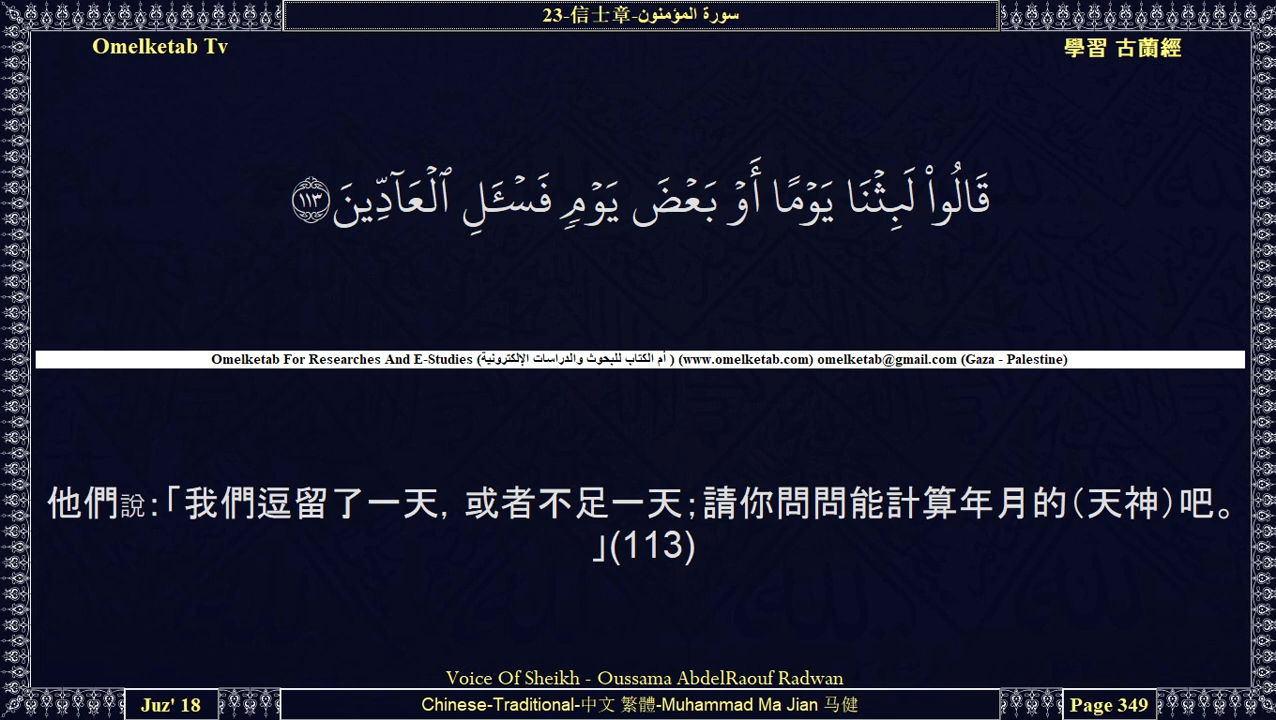 23-信士章-سورة المؤمنون
Omelketab Tv
學習 古蘭經
قَالُوا۟ لَبِثْنَا يَوْمًا أَوْ بَعْضَ يَوْمٍ فَسْـَٔلِ ٱلْعَآدِّينَ ١١٣
Omelketab For Researches And E-Studies (أم الكتاب للبحوث والدراسات الإلكترونية ) (www.omelketab.com) omelketab@gmail.com (Gaza - Palestine)
他們說:「我們逗留了一天, 或者不足一天;請你問問能計算年月的(天神)吧。
」(113)
Voice Of Sheikh - Oussama AbdelRaouf Radwan
Juz' 18
Chinese-Traditional-中文 繁體-Muhammad Ma Jian 马健
Page 349